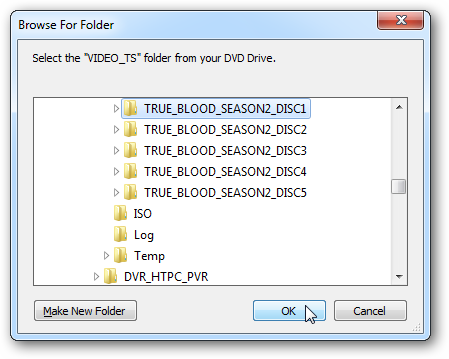 Browse For Folder
Select the "VIDEO_TS" folder from your DVD Drive.
TRUE_BLOOD_SEASON2_DISC1
TRUE_BLOOD_SEASON2_DISC2
TRUE_BLOOD_SEASON2_DISC3
TRUE_BLOOD_SEASON2_DISC4
TRUE_BLOOD_SEASON2_DISC5
ISO
Log
Temp
DVR_HTPC_PVR
Make New Folder OK Cancel